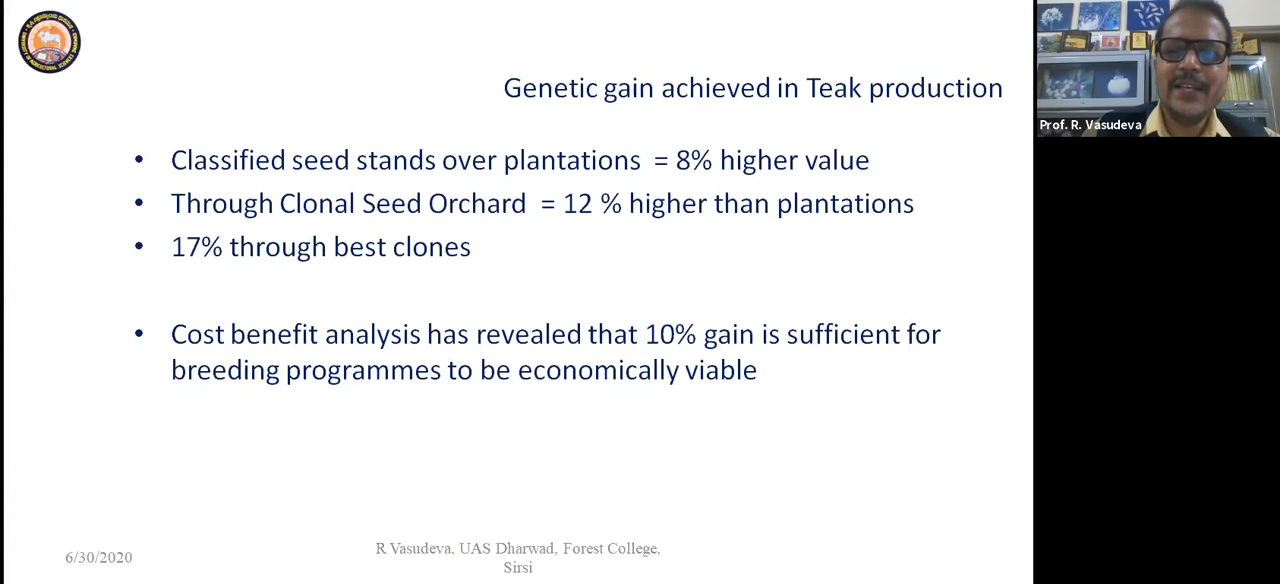 Genetic gain achieved in Teak production
• Classified seed stands over plantations = 8% higher value
• Through Clonal Seed Orchard = 12 % higher than plantations
• 17% through best clones
• Cost benefit analysis has revealed that 10% gain is sufficient for
breeding programmes to be economically viable
6/30/2020
R Vasudeva, UAS Dharwad, Forest College,
Sirsi
Prof. R. Vasudeva